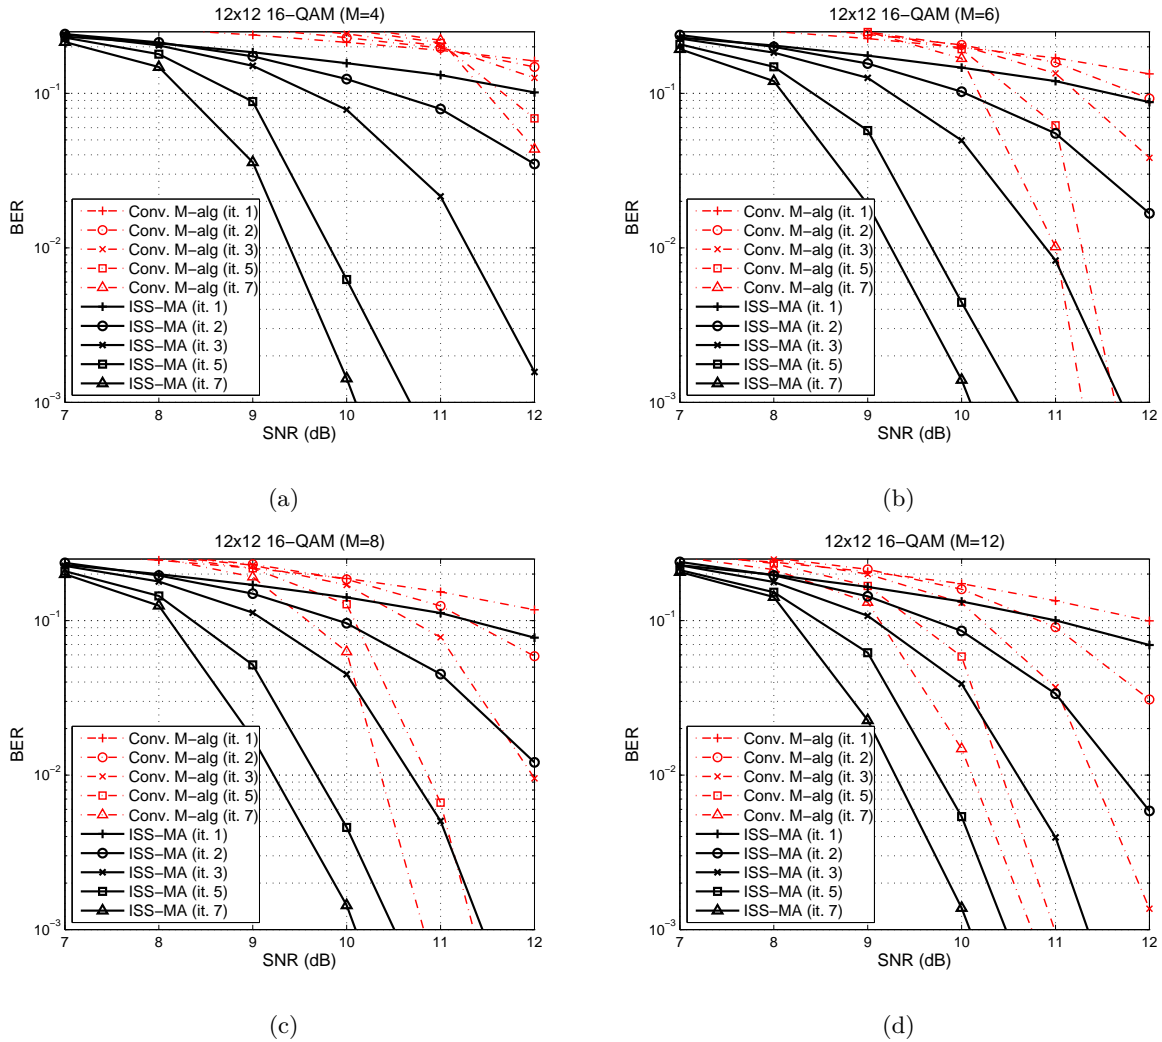 12x12 16−QAM (M=4)
BER
10−1
10−2
10−3
Conv. M−alg (it. 1)
Conv. M−alg (it. 2)
Conv. M−alg (it. 3)
Conv. M−alg (it. 5)
Conv. M−alg (it. 7)
ISS−MA (it. 1)
ISS−MA (it. 2)
ISS−MA (it. 3)
ISS−MA (it. 5)
ISS−MA (it. 7)
7 8 9 10 11 12
SNR (dB)
(a)
12x12 16−QAM (M=6)
BER
10−1
10−2
10−3
Conv. M−alg (it. 1)
Conv. M−alg (it. 2)
Conv. M−alg (it. 3)
Conv. M−alg (it. 5)
Conv. M−alg (it. 7)
ISS−MA (it. 1)
ISS−MA (it. 2)
ISS−MA (it. 3)
ISS−MA (it. 5)
ISS−MA (it. 7)
7 8 9 10 11 12
SNR (dB)
(b)
12x12 16−QAM (M=8)
BER
10−1
10−2
10−3
Conv. M−alg (it. 1)
Conv. M−alg (it. 2)
Conv. M−alg (it. 3)
Conv. M−alg (it. 5)
Conv. M−alg (it. 7)
ISS−MA (it. 1)
ISS−MA (it. 2)
ISS−MA (it. 3)
ISS−MA (it. 5)
ISS−MA (it. 7)
7 8 9 10 11 12
SNR (dB)
(c)
12x12 16−QAM (M=12)
BER
10−1
10−2
10−3
Conv. M−alg (it. 1)
Conv. M−alg (it. 2)
Conv. M−alg (it. 3)
Conv. M−alg (it. 5)
Conv. M−alg (it. 7)
ISS−MA (it. 1)
ISS−MA (it. 2)
ISS−MA (it. 3)
ISS−MA (it. 5)
ISS−MA (it. 7)
7 8 9 10 11 12
SNR (dB)
(d)